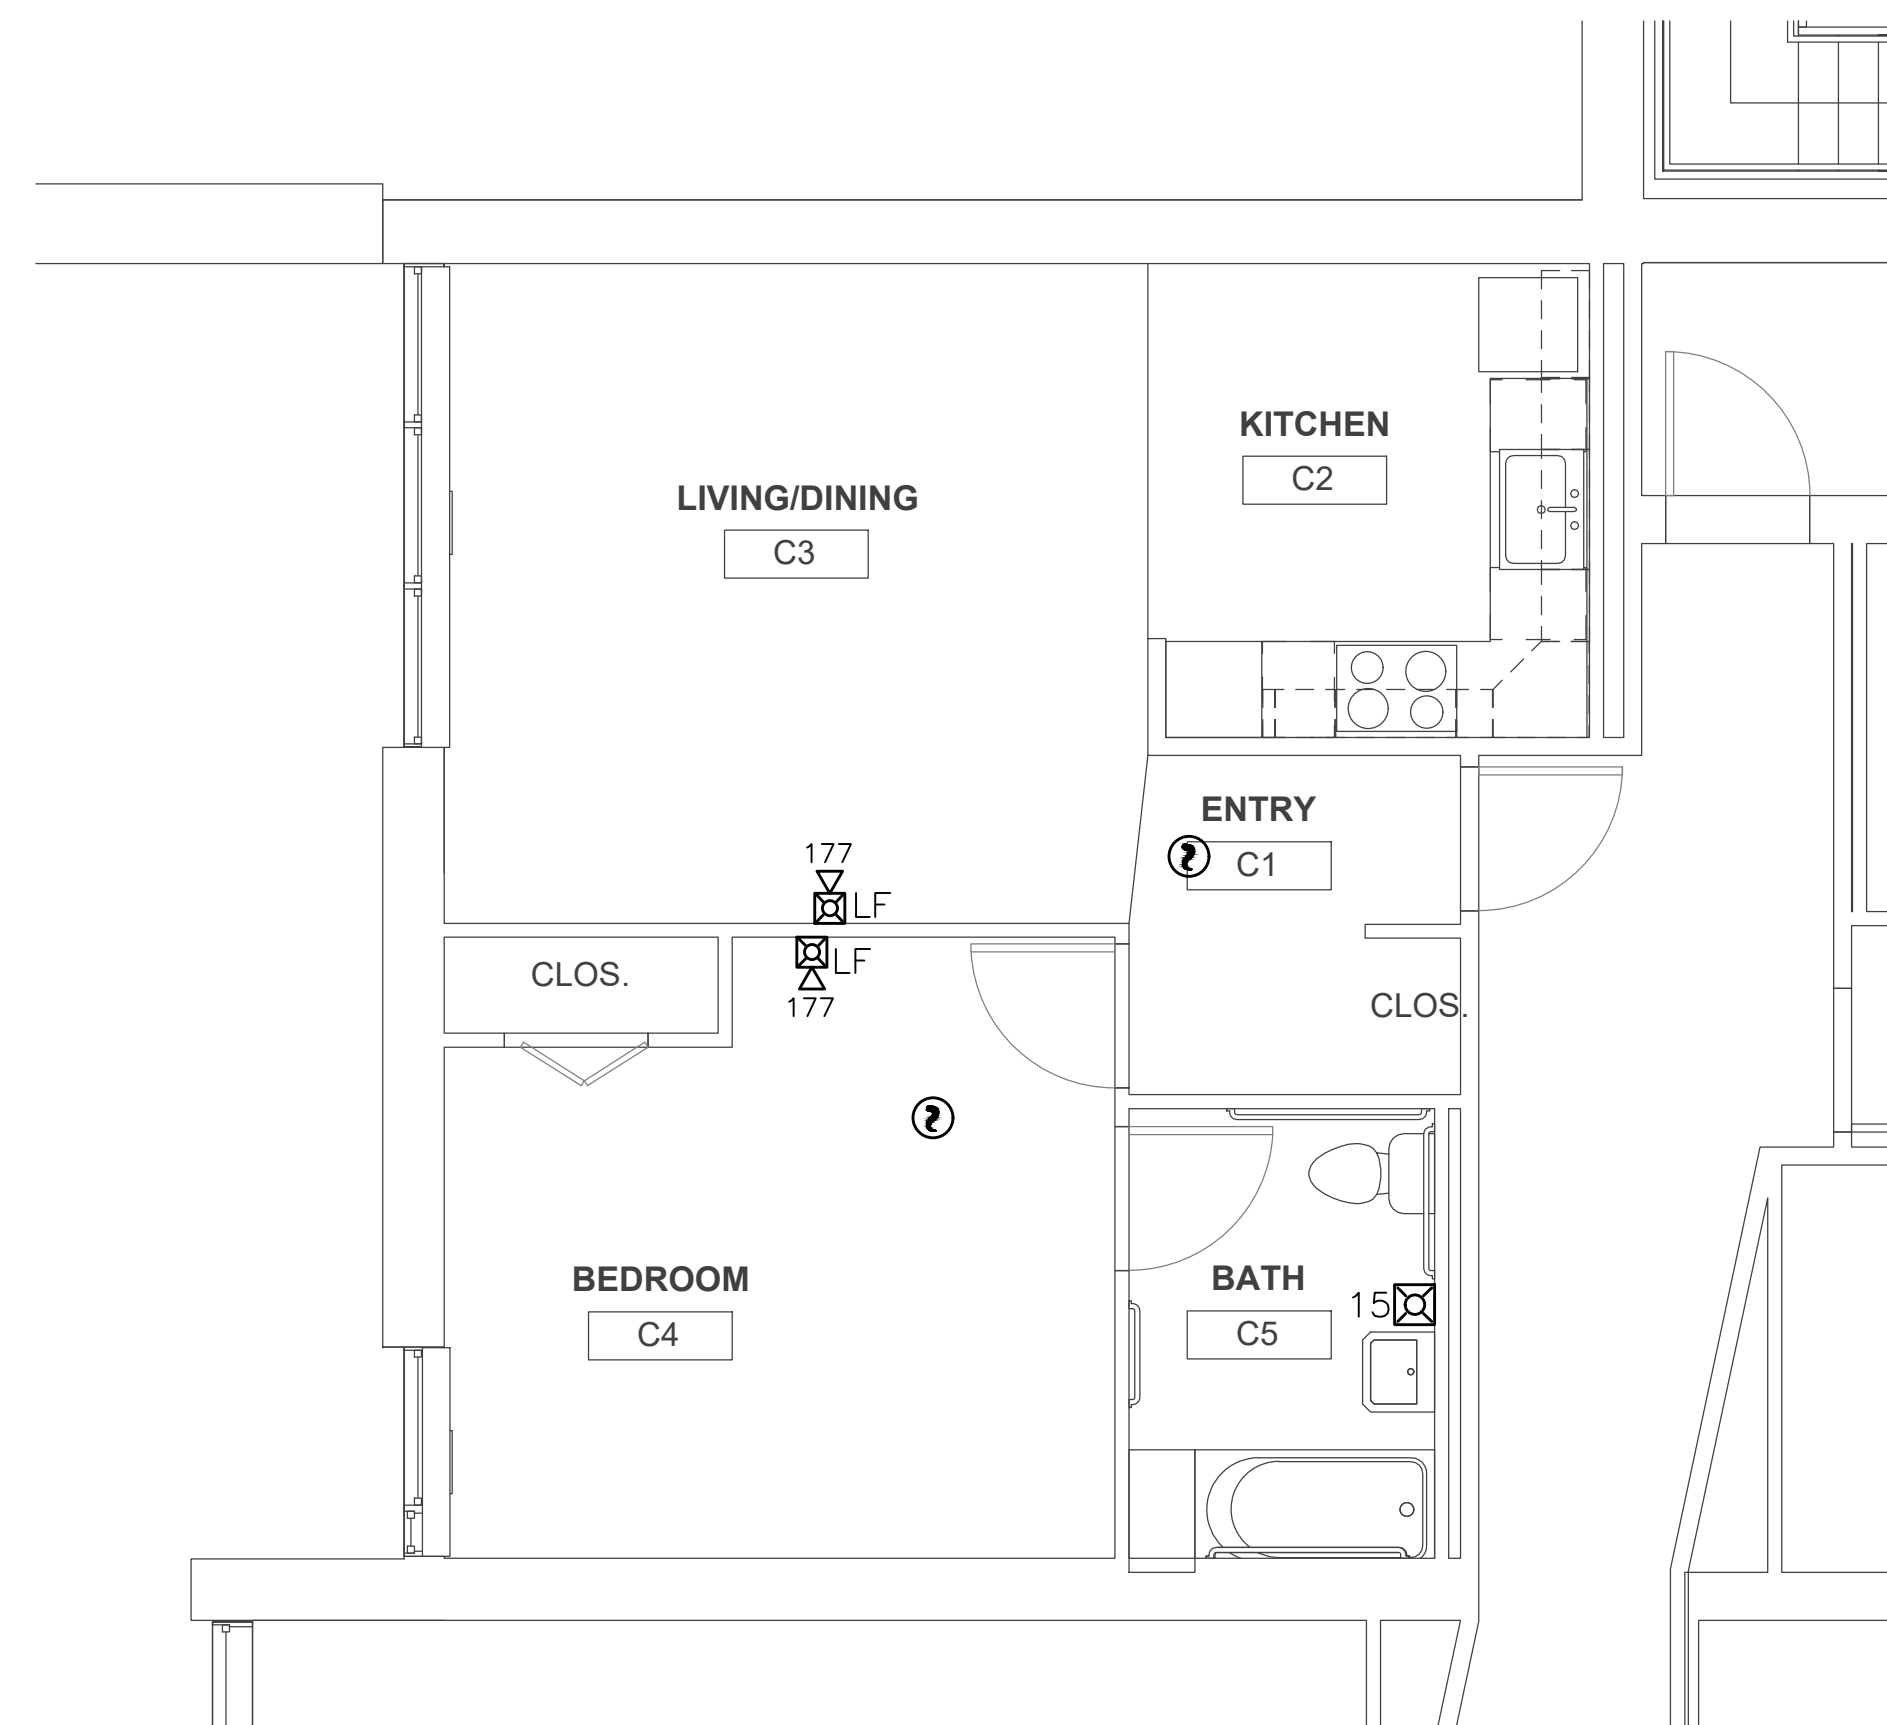 KITCHEN
C2
LIVING/DINING
C3
ENTRY
C1
177
LF
LF
177
CLOS.
CLOS.
BEDROOM
C4
BATH
C5
15